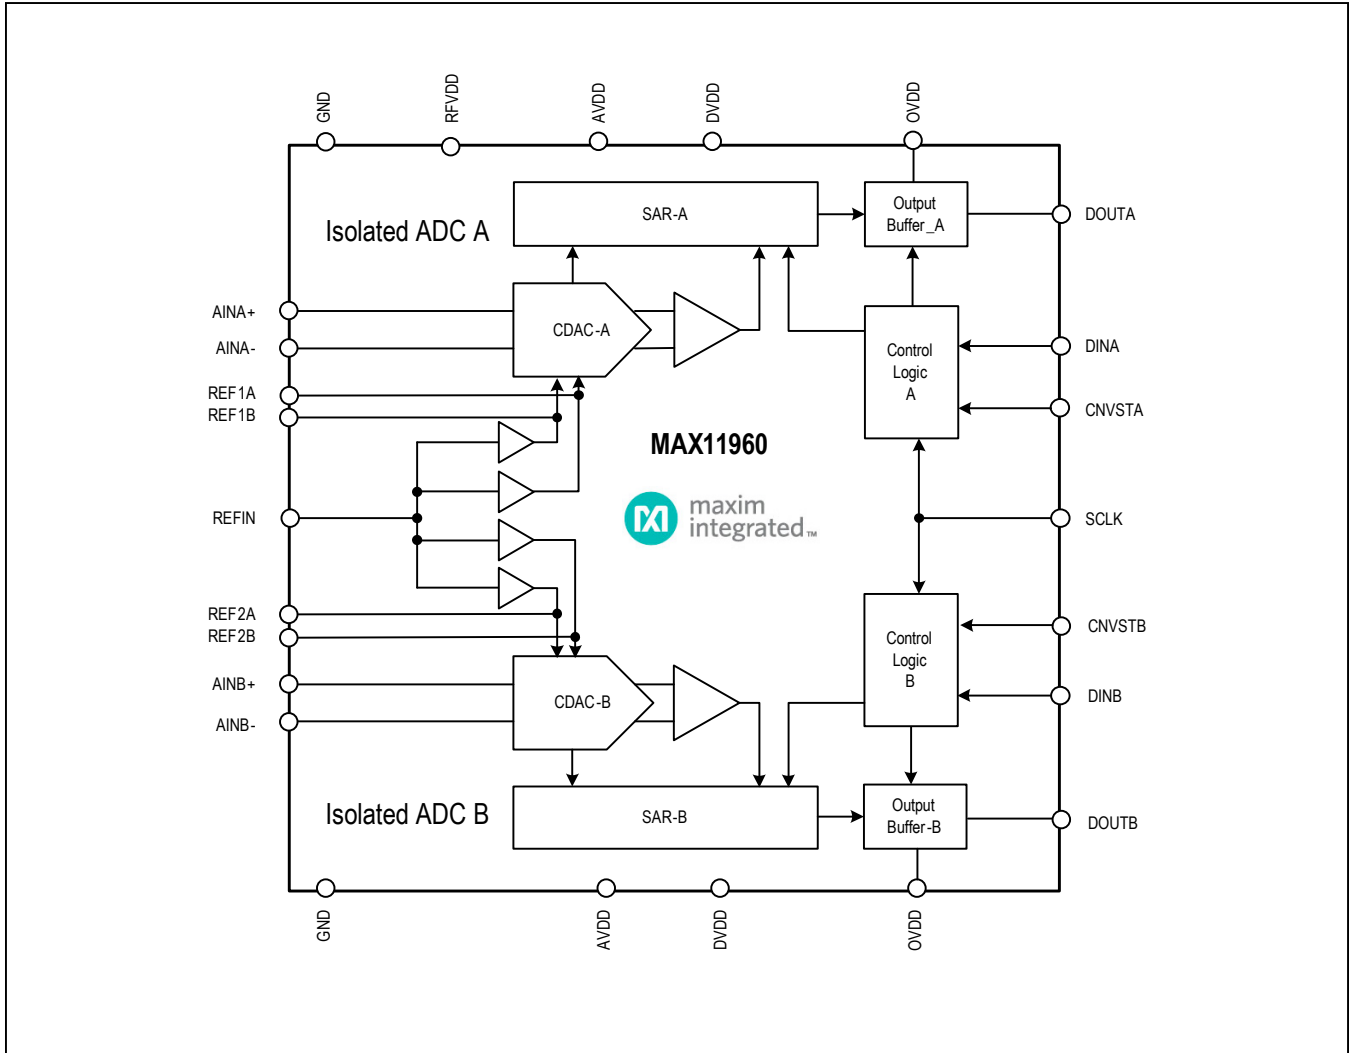 GND
RFVDD
AVDD
DVDD
OVDD
Isolated ADC A
SAR-A
Output
Buffer_A
DOUTA
AINA+
AINA-
CDAC-A
Control
Logic
A
DINA
CNVSTA
REF1A
REF1B
MAX11960
REFIN
maxim
integrated™
SCLK
REF2A
REF2B
Control
Logic
B
CNVSTB
DINB
AINB+
AINB-
CDAC-B
Isolated ADC B
SAR-B
Output
Buffer-B
DOUTB
GND
AVDD
DVDD
OVDD